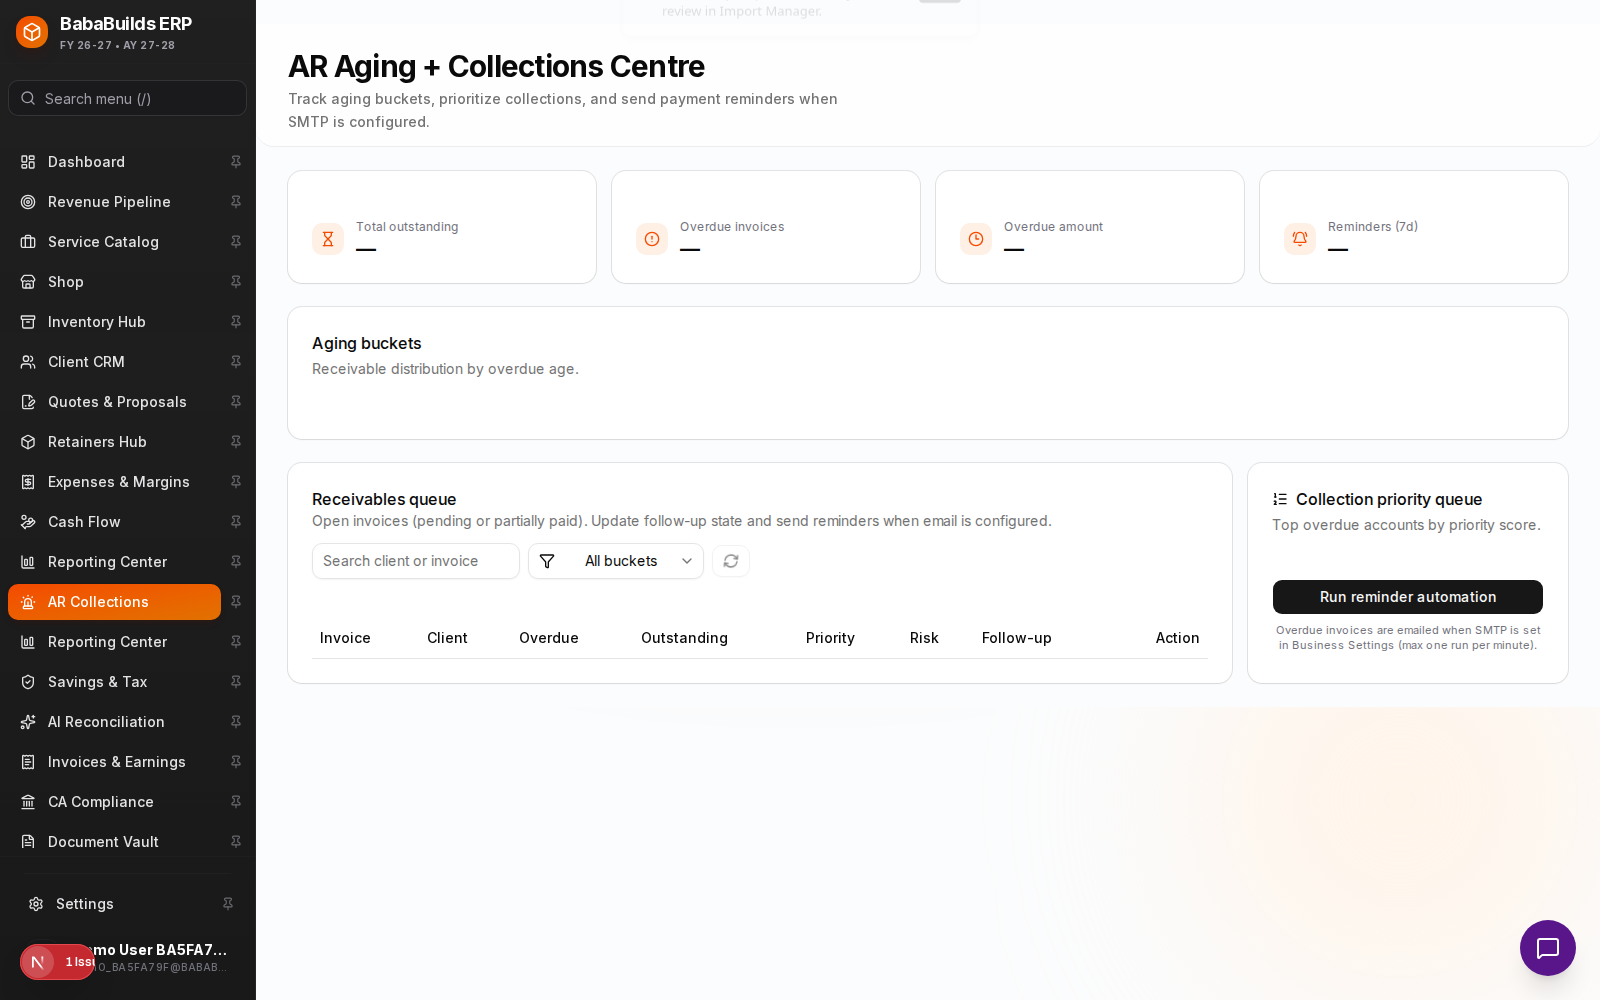 BabaBuilds ERP
FY 26-27 • AY 27-28
Search menu (/)
Dashboard
Revenue Pipeline
Service Catalog
Shop
Inventory Hub
Client CRM
Quotes & Proposals
Retainers Hub
Expenses & Margins
Cash Flow
Reporting Center
AR Collections
Reporting Center
Savings & Tax
AI Reconciliation
Invoices & Earnings
CA Compliance
Document Vault
Settings
mo User BA5FA7...
1 Issu
O_BA5FA79F@BABAB...
review in Import Manager.
AR Aging + Collections Centre
Track aging buckets, prioritize collections, and send payment reminders when
SMTP is configured.
Total outstanding
—
Overdue invoices
—
Overdue amount
—
Reminders (7d)
—
Aging buckets
Receivable distribution by overdue age.
Receivables queue
Open invoices (pending or partially paid). Update follow-up state and send reminders when email is configured.
Search client or invoice
All buckets
Invoice Client Overdue Outstanding Priority Risk Follow-up Action
Collection priority queue
Top overdue accounts by priority score.
Run reminder automation
Overdue invoices are emailed when SMTP is set
in Business Settings (max one run per minute).